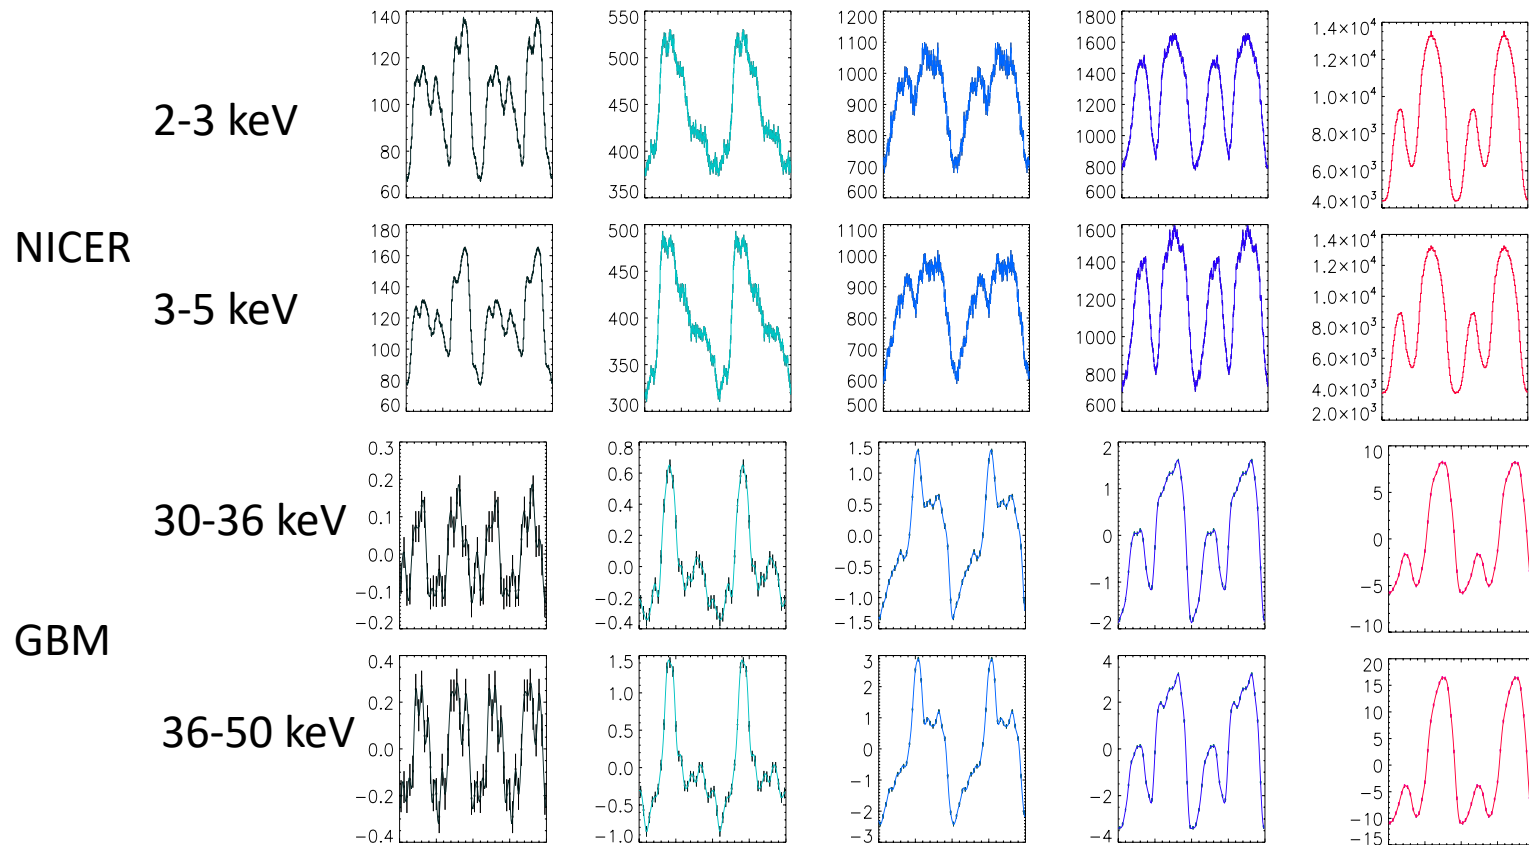 140 550 1200 1800 1.4×10⁴
120 500 1100 1600 1.2×10⁴
100 450 1000 1400 1.0×10⁴
80 400 900 1200 8.0×10³
60 350 800 1000 6.0×10³
700 800 4.0×10³
600 600
2-3 keV
NICER
180 500 1100 1600 1.4×10⁴
160 450 1000 1400 1.2×10⁴
140 400 900 1200 1.0×10⁴
120 350 800 1000 8.0×10³
100 300 700 800 6.0×10³
80 600 600 4.0×10³
60 500 2.0×10³
3-5 keV
0.3 0.8 1.5 2 10
0.2 0.6 1.0 1 5
0.1 0.4 0.5 0 0
0.0 0.2 0.0 −1 −5
−0.1 0.0 −0.5 −2 −10
−0.2 −0.2 −1.0
−0.4 −1.5
30-36 keV
GBM
0.4 1.5 3 4 20
0.2 1.0 2 2 15
0.0 0.5 1 0 10
−0.2 0.0 0 −2 5
−0.4 −0.5 −1 −4 0
−1.0 −2 −5
−3 −10
−15
36-50 keV